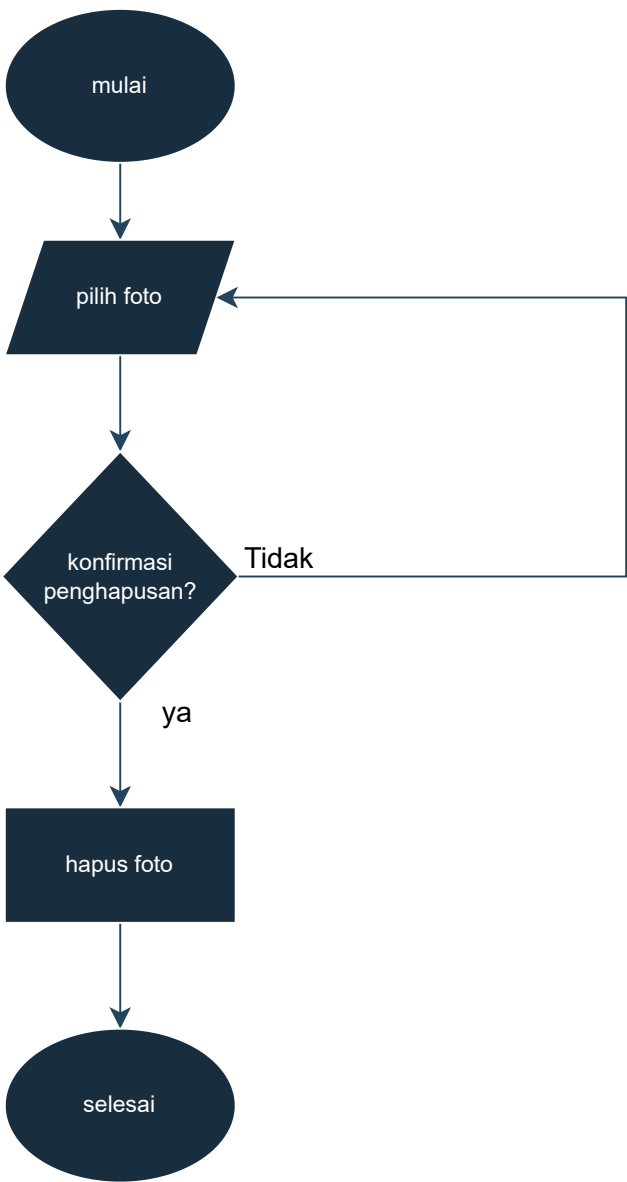 mulai
pilih foto
konfirmasi
penghapusan?
Tidak
ya
hapus foto
selesai